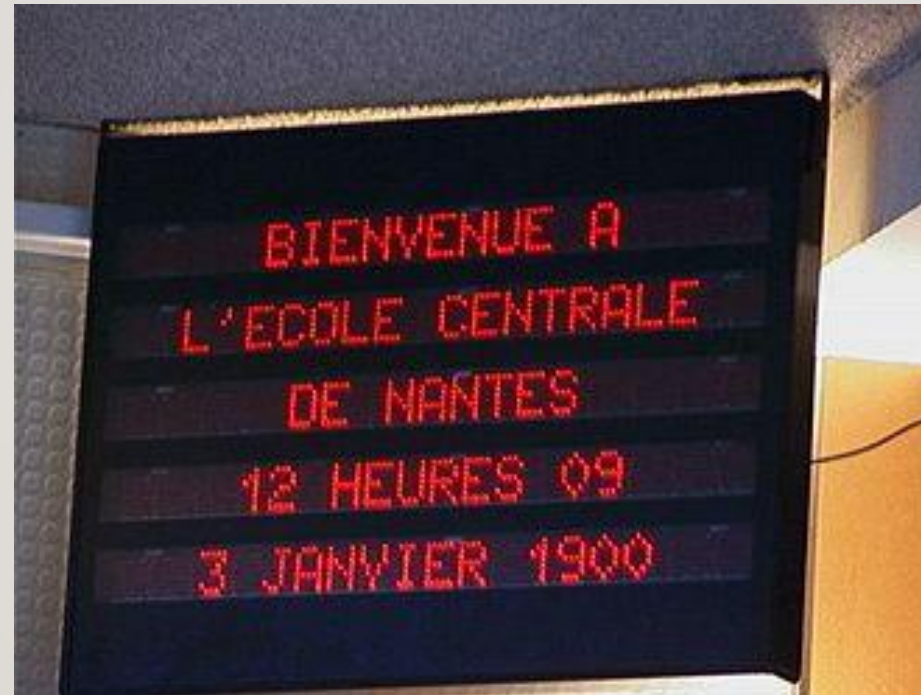 BIENVENUE A
L'ECOLE CENTRALE
DE NANTES
12 HEURES 09
3 JANVIER 1900